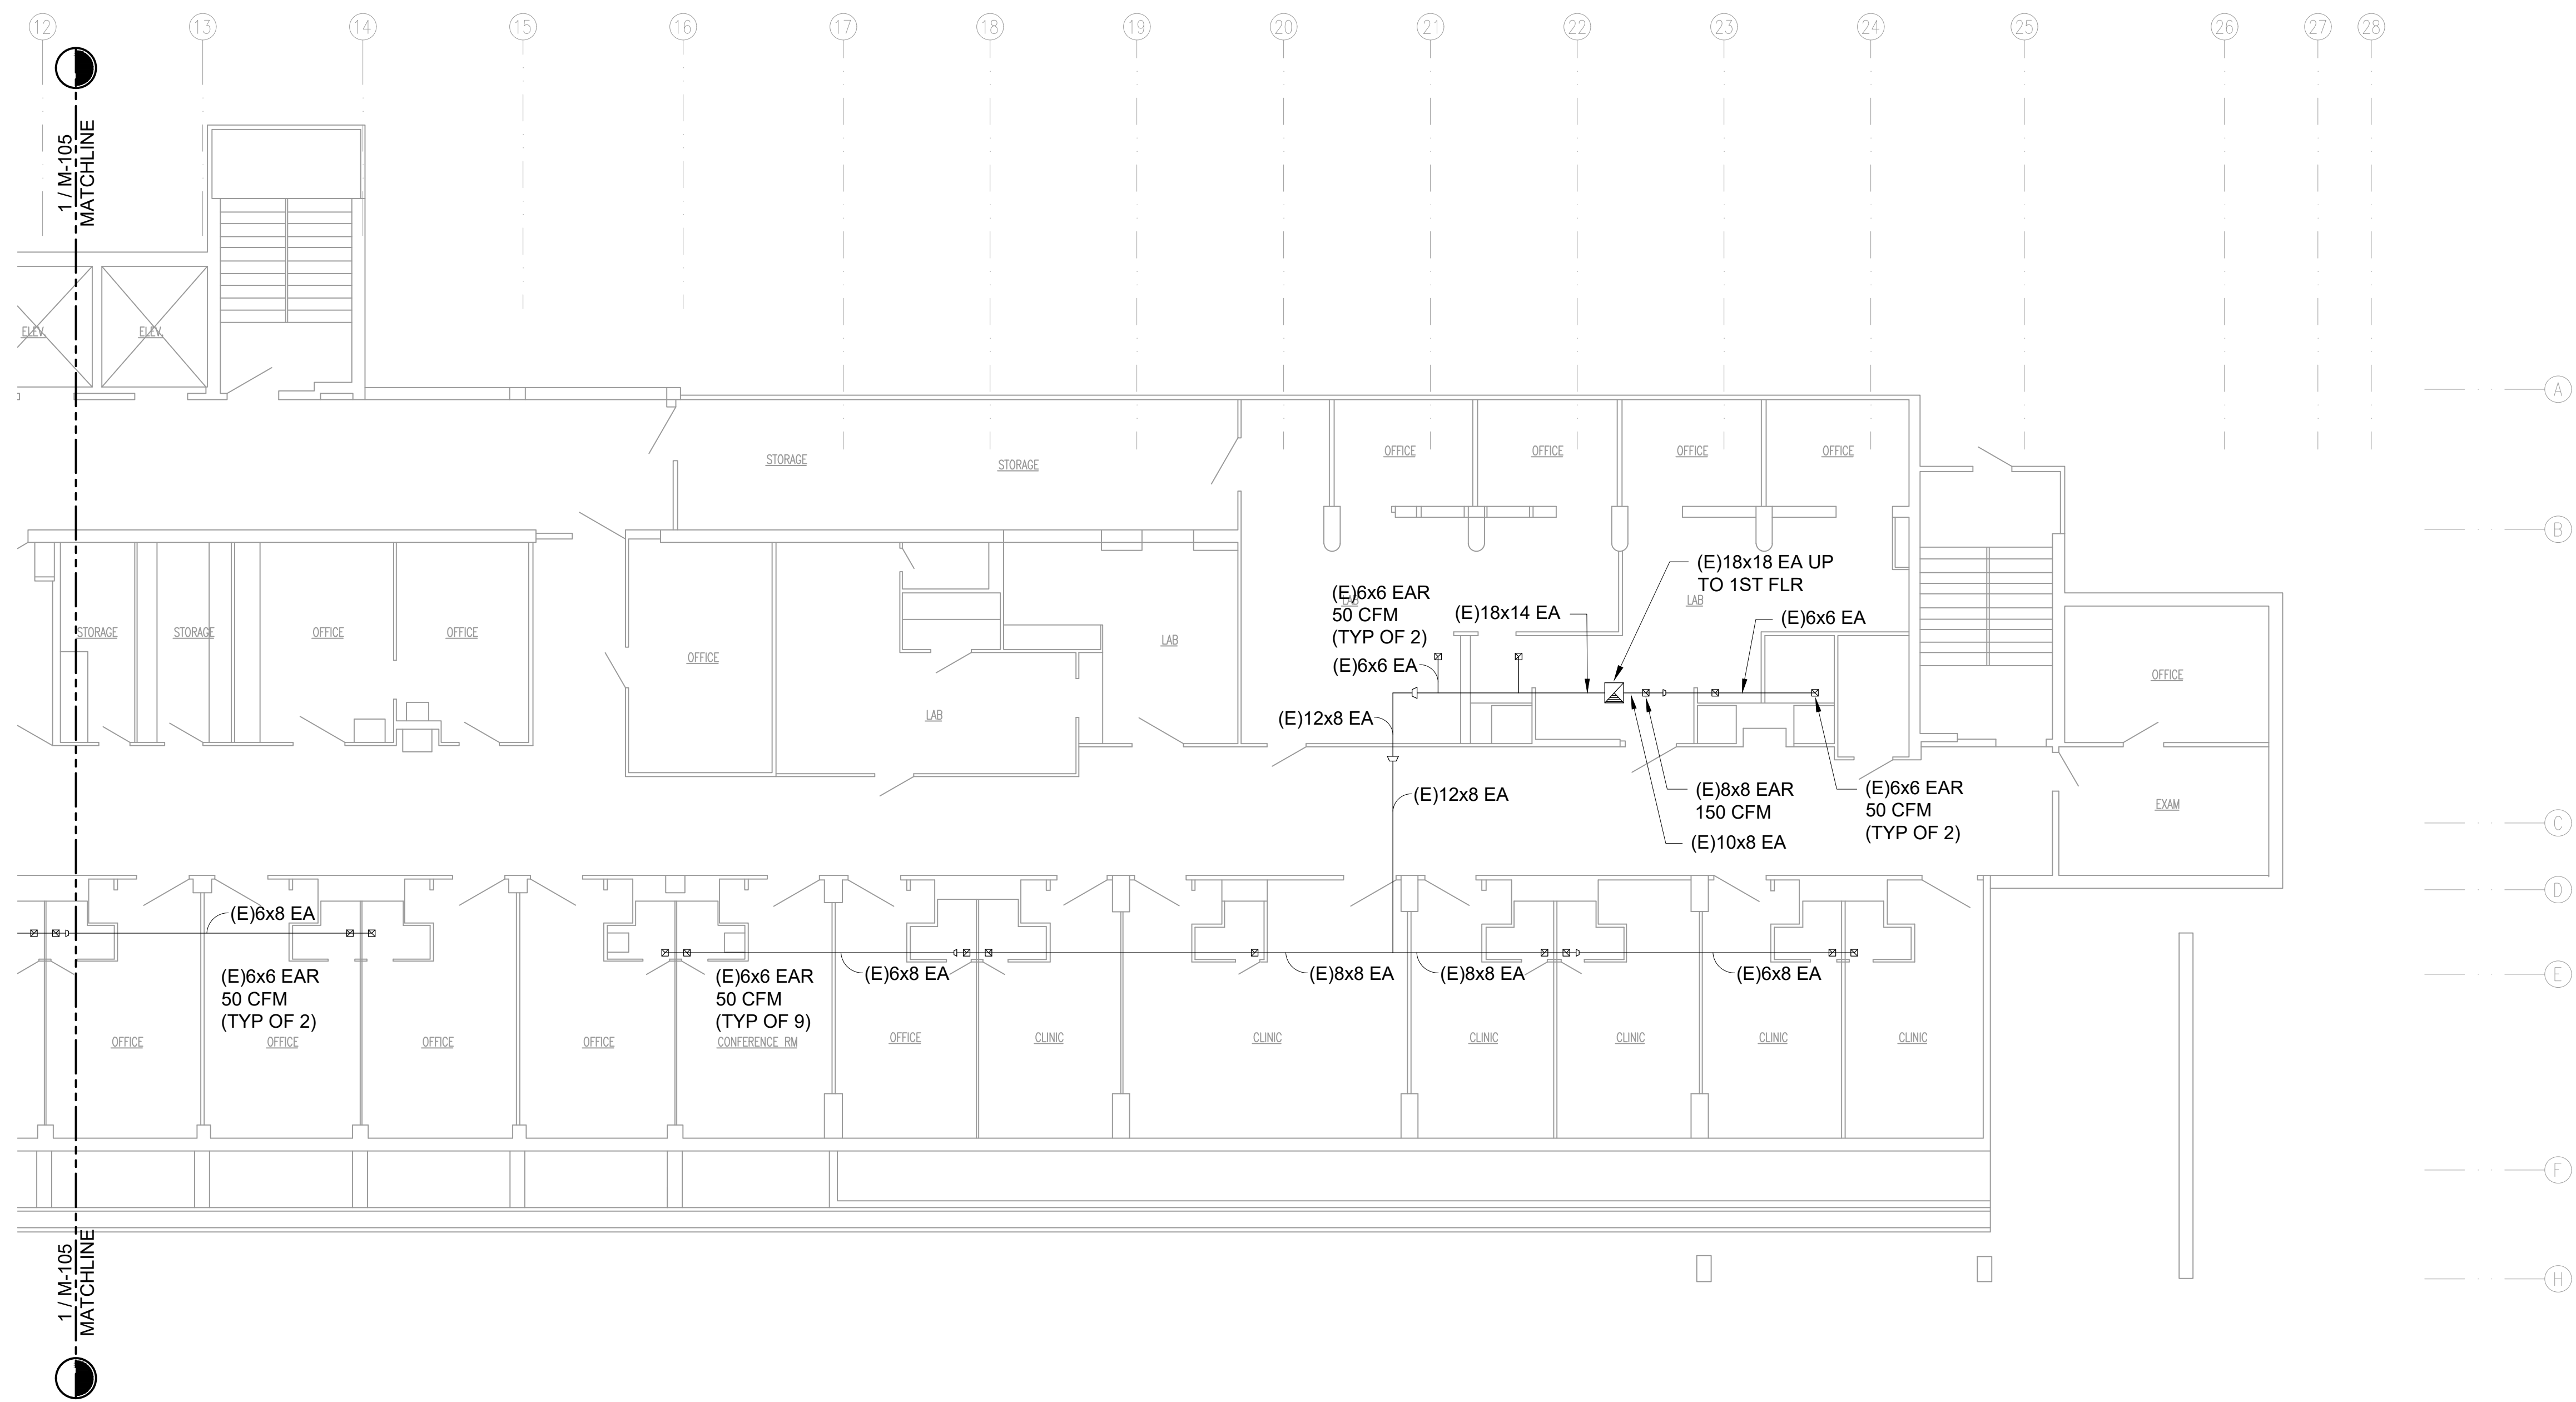 12 13 14 15 16 17 18 19 20 21 22 23 24 25 26 27 28
1 / M-105
MATCHLINE
ELEV.
ELEV.
A
STORAGE
STORAGE
OFFICE
OFFICE
OFFICE
OFFICE
B
(E)18x18 EA UP
TO 1ST FLR
(E)6x6 EAR
50 CFM
(TYP OF 2)
LAB
(E)18x14 EA
LAB
(E)6x6 EA
STORAGE
STORAGE
OFFICE
OFFICE
OFFICE
LAB
LAB
(E)6x6 EA
OFFICE
(E)12x8 EA
(E)12x8 EA
(E)8x8 EAR
150 CFM
(E)10x8 EA
(E)6x6 EAR
50 CFM
(TYP OF 2)
EXAM
C
D
(E)6x8 EA
(E)6x6 EAR
50 CFM
(TYP OF 2)
(E)6x6 EAR
50 CFM
(TYP OF 9)
(E)6x8 EA
(E)8x8 EA
(E)8x8 EA
(E)6x8 EA
E
OFFICE
OFFICE
OFFICE
OFFICE
CONFERENCE RM
OFFICE
CLINIC
CLINIC
CLINIC
CLINIC
CLINIC
CLINIC
F
1 / M-105
MATCHLINE
H